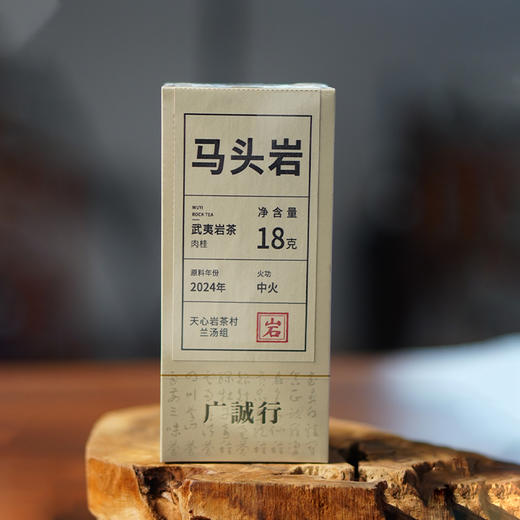 马头岩
WUYI
ROCK TEA
武夷岩茶
肉桂
净含量
18克
原料年份
2024年
火功
中火
天心岩茶村
兰汤组
岩
广誠行